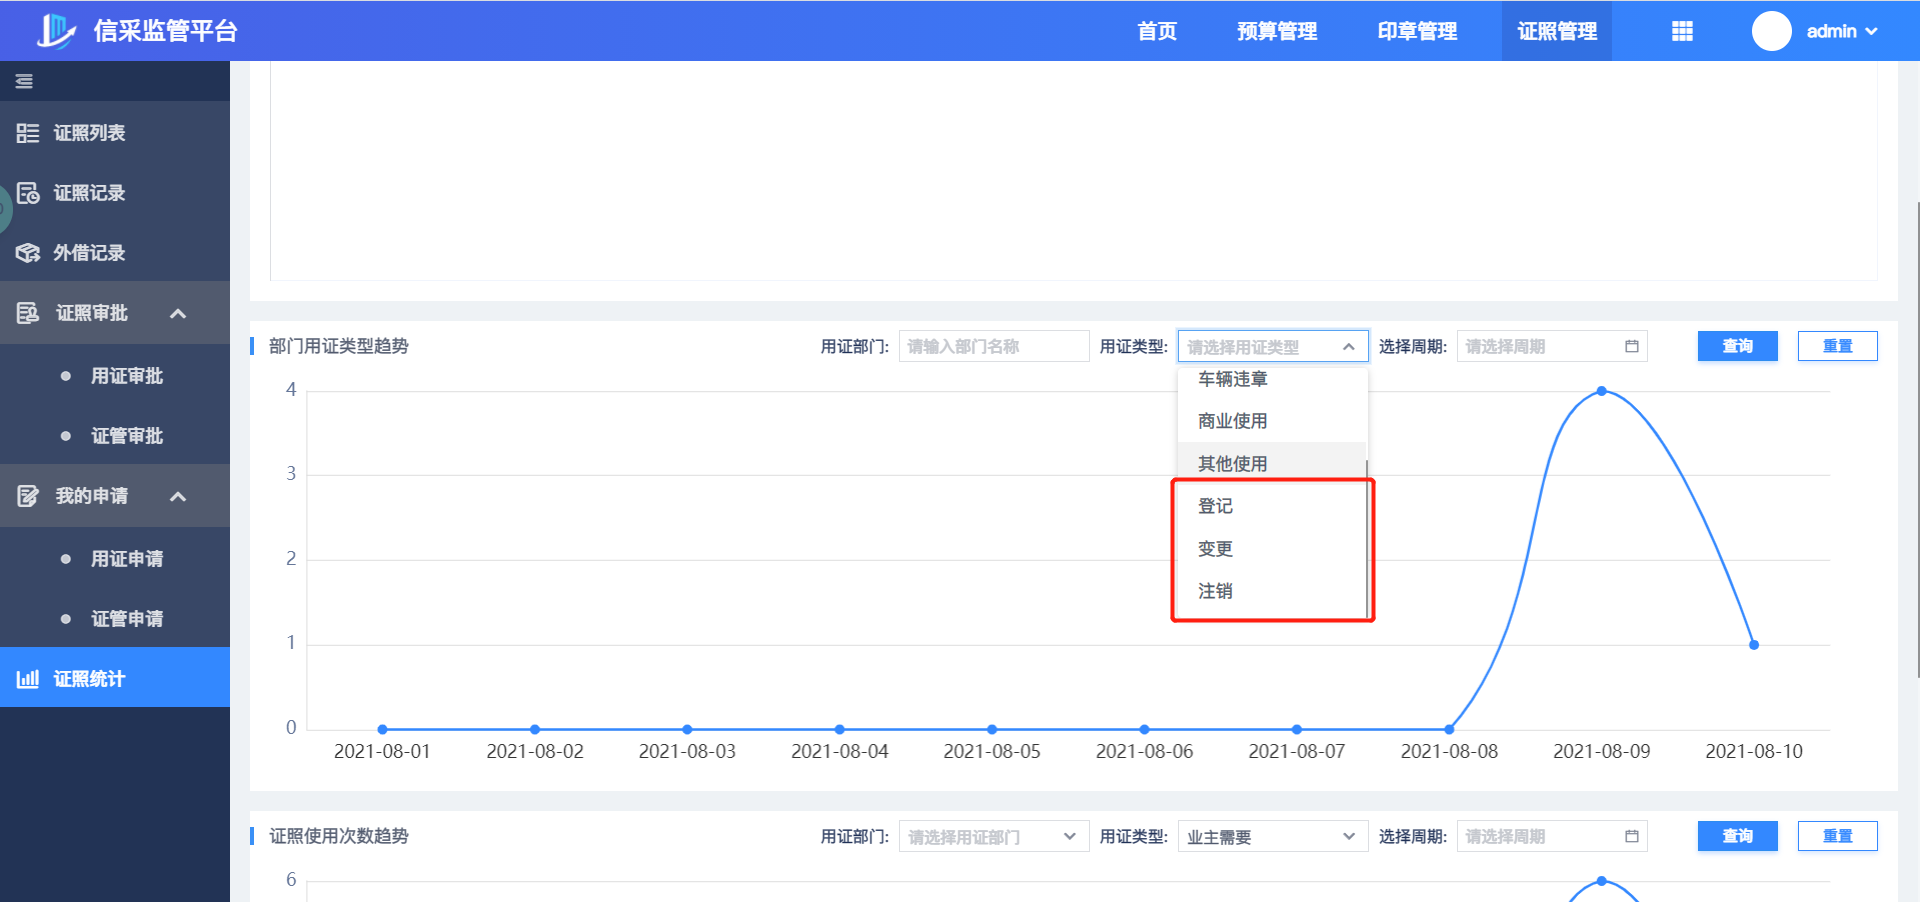 信采监管平台
首页
预算管理
印章管理
证照管理
admin
证照列表
证照记录
外借记录
证照审批
用证审批
证管审批
我的申请
用证申请
证管申请
证照统计
部门用证类型趋势
用证部门: 请输入部门名称
用证类型: 请选择用证类型
选择周期: 请选择周期
查询
重置
车辆违章
商业使用
其他使用
登记
变更
注销
4
3
2
1
0
2021-08-01
2021-08-02
2021-08-03
2021-08-04
2021-08-05
2021-08-06
2021-08-07
2021-08-08
2021-08-09
2021-08-10
证照使用次数趋势
用证部门: 请选择用证部门
用证类型: 业主需要
选择周期: 请选择周期
查询
重置
6